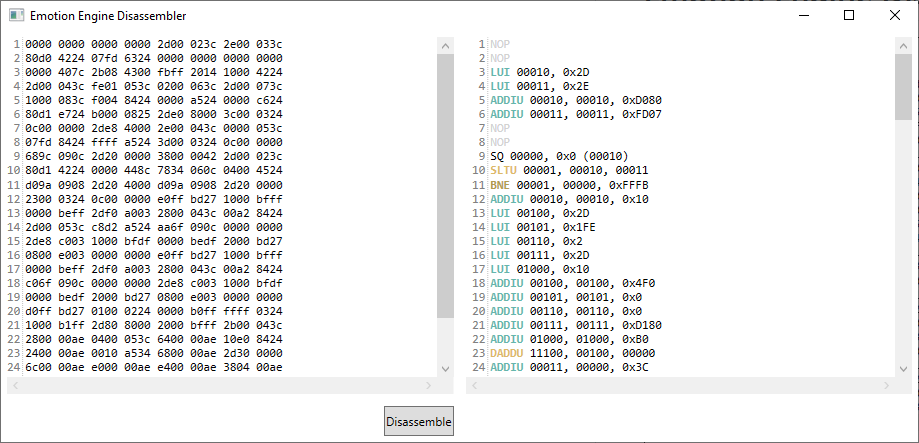 Emotion Engine Disassembler
1 0000 0000 0000 0000 2d00 023c 2e00 033c
2 80d0 4224 07fd 6324 0000 0000 0000 0000
3 0000 407c 2b08 4300 fbff 2014 1000 4224
4 2d00 043c fe01 053c 0200 063c 2d00 073c
5 1000 083c f004 8424 0000 a524 0000 c624
6 80d1 e724 b000 0825 2de0 8000 3c00 0324
7 0c00 0000 2de8 4000 2e00 043c 0000 053c
8 07fd 8424 ffff a524 3d00 0324 0c00 0000
9 689c 090c 2d20 0000 3800 0042 2d00 023c
10 80d1 4224 0000 448c 7834 060c 0400 4524
11 d09a 0908 2d20 4000 d09a 0908 2d20 0000
12 2300 0324 0c00 0000 e0ff bd27 1000 bfff
13 0000 beff 2df0 a003 2800 043c 00a2 8424
14 2d00 053c c8d2 a524 aa6f 090c 0000 0000
15 2de8 c003 1000 bfdf 0000 bedf 2000 bd27
16 0800 e003 0000 0000 e0ff bd27 1000 bfff
17 0000 beff 2df0 a003 2800 043c 00a2 8424
18 c06f 090c 0000 0000 2de8 c003 1000 bfdf
19 0000 bedf 2000 bd27 0800 e003 0000 0000
20 d0ff bd27 0100 0224 0000 b0ff ffff 0324
21 1000 b1ff 2d80 8000 2000 bfff 2b00 043c
22 2800 00ae 0400 053c 6400 00ae 10e0 8424
23 2400 00ae 0010 a534 6800 00ae 2d30 0000
24 6c00 00ae e000 00ae e400 00ae 3804 00ae
1 NOP
2 NOP
3 LUI 00010, 0x2D
4 LUI 00011, 0x2E
5 ADDIU 00010, 00010, 0xD080
6 ADDIU 00011, 00011, 0xFD07
7 NOP
8 NOP
9 SQ 00000, 0x0 (00010)
10 SLTU 00001, 00010, 00011
11 BNE 00001, 00000, 0xFFFB
12 ADDIU 00010, 00010, 0x10
13 LUI 00100, 0x2D
14 LUI 00101, 0x1FE
15 LUI 00110, 0x2
16 LUI 00111, 0x2D
17 LUI 01000, 0x10
18 ADDIU 00100, 00100, 0x4F0
19 ADDIU 00101, 00101, 0x0
20 ADDIU 00110, 00110, 0x0
21 ADDIU 00111, 00111, 0xD180
22 ADDIU 01000, 01000, 0xB0
23 DADDU 11100, 00100, 00000
24 ADDIU 00011, 00000, 0x3C
Disassemble